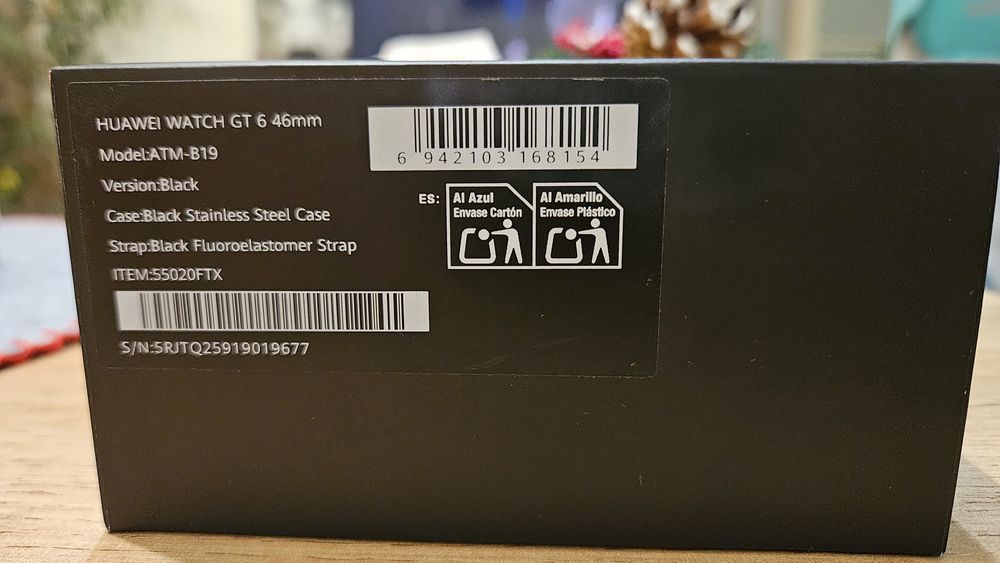 HUAWEI WATCH GT 6 46mm
Model:ATM-B19
Version:Black
Case:Black Stainless Steel Case
Strap:Black Fluoroelastomer Strap
ITEM:55020FTX
S/N:5RJTQ25919019677
6 942103 168154
ES:
Al Azul
Envase Cartón
Al Amarillo
Envase Plástico